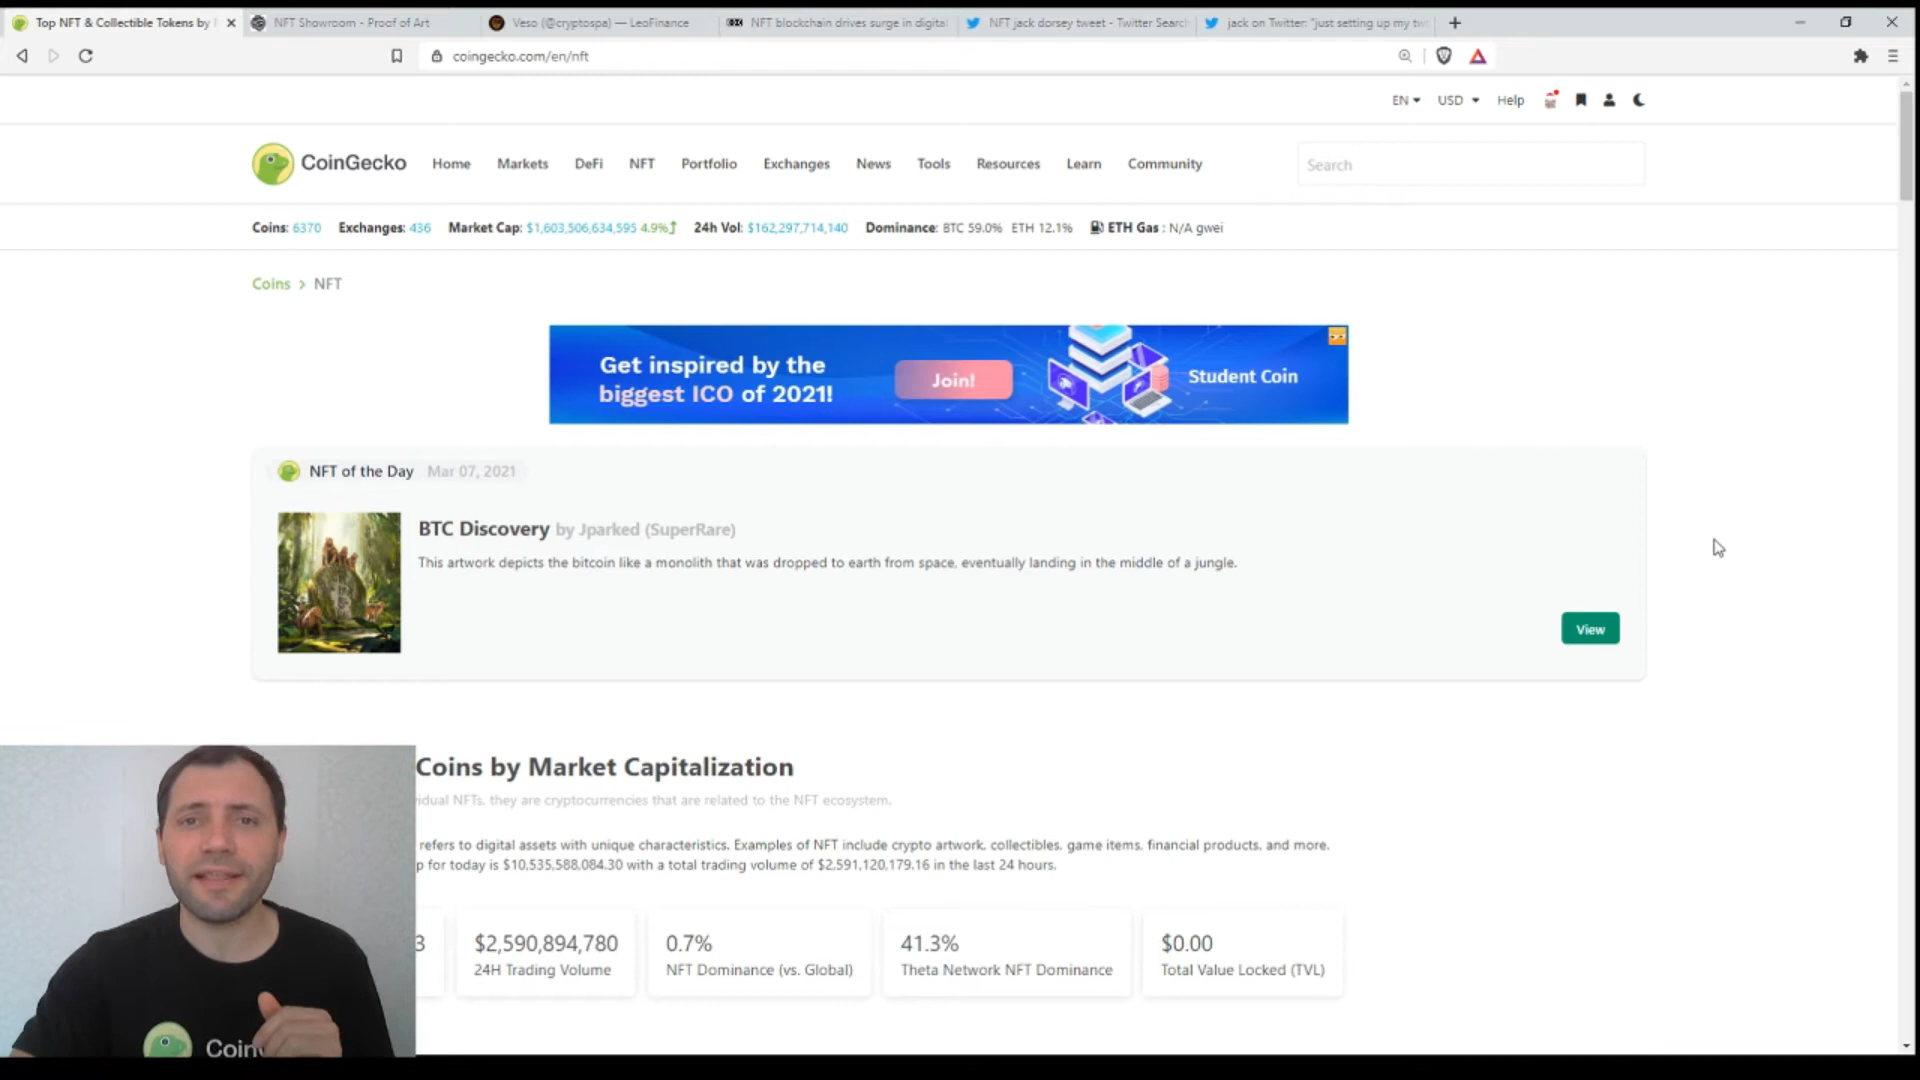 Top NFT & Collectible Tokens by
NFT Showroom - Proof of Art
Veso (@cryptospa) — LeoFinance
NFT blockchain drives surge in digital
NFT jack dorsey tweet - Twitter Search
jack on Twitter: "just setting up my tw
coingecko.com/en/nft
EN USD Help
CoinGecko Home Markets DeFi NFT Portfolio Exchanges News Tools Resources Learn Community Search
Coins: 6370 Exchanges: 436 Market Cap: $1,603,506,634,595 4.9% 24h Vol: $162,297,714,140 Dominance: BTC 59.0% ETH 12.1% ETH Gas : N/A gwei
Coins > NFT
Get inspired by the
biggest ICO of 2021!
Join!
Student Coin
NFT of the Day Mar 07, 2021
BTC Discovery by Jparked (SuperRare)
This artwork depicts the bitcoin like a monolith that was dropped to earth from space, eventually landing in the middle of a jungle.
View
Coins by Market Capitalization
NFTs, they are cryptocurrencies that are related to the NFT ecosystem.
refers to digital assets with unique characteristics. Examples of NFT include crypto artwork, collectibles, game items, financial products, and more.
p for today is $10,535,588,084.30 with a total trading volume of $2,591,120,179.16 in the last 24 hours.
3 $2,590,894,780 0.7% 41.3% $0.00
24H Trading Volume NFT Dominance (vs. Global) Theta Network NFT Dominance Total Value Locked (TVL)
Coin